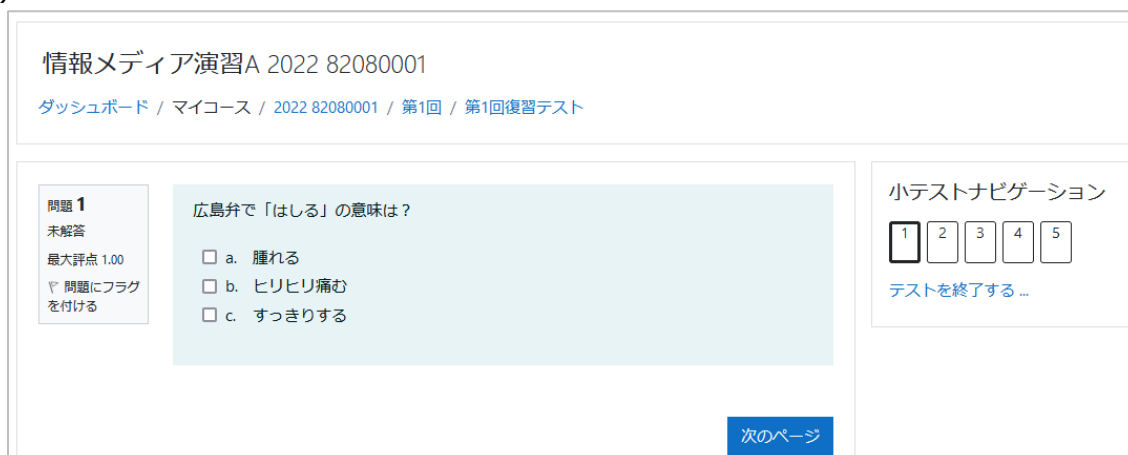 情報メディア演習A 2022 82080001
ダッシュボード / マイコース / 2022 82080001 / 第1回 / 第1回復習テスト
問題 1
未解答
最大評点 1.00
問題にフラグ
を付ける
広島弁で「はしる」の意味は？
a. 腫れる
b. ヒリヒリ痛む
c. すっきりする
次のページ
小テストナビゲーション
1 2 3 4 5
テストを終了する ...